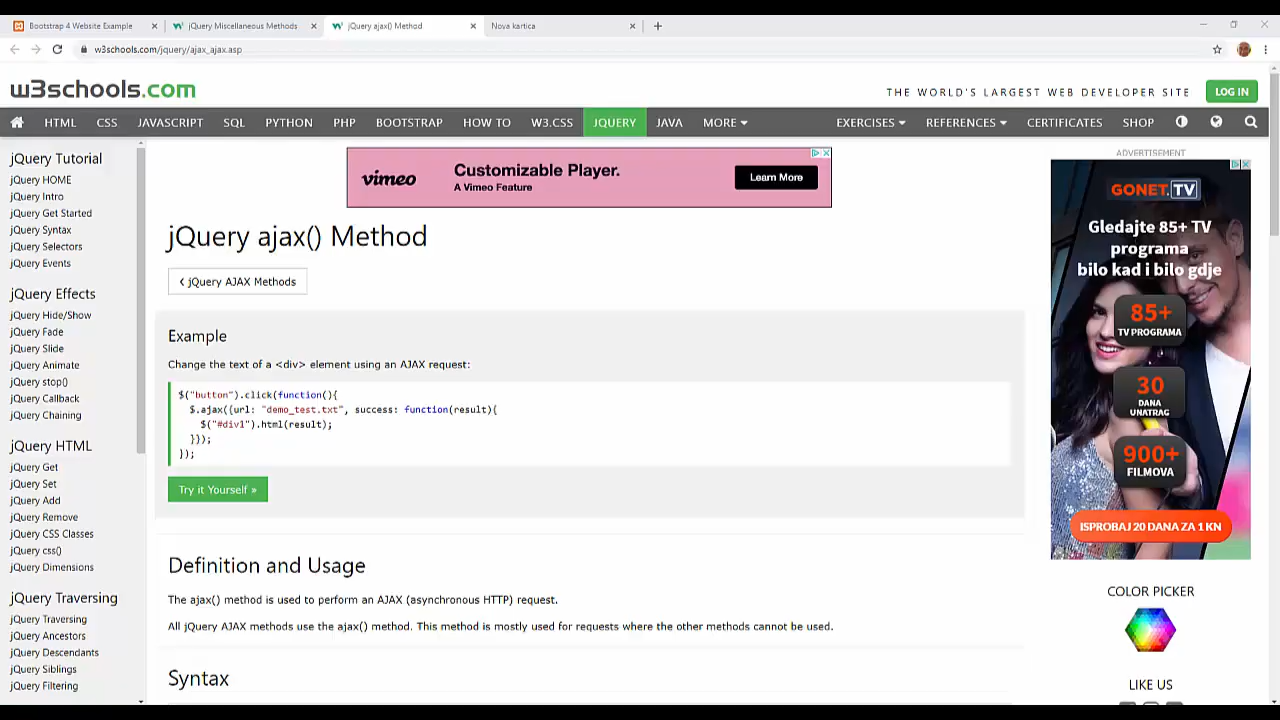 Bootstrap 4 Website Example
jQuery Miscellaneous Methods
jQuery ajax() Method
Nova kartica
w3schools.com/jquery/ajax_ajax.asp
w3schools.com
THE WORLD'S LARGEST WEB DEVELOPER SITE
LOG IN
HTML CSS JAVASCRIPT SQL PYTHON PHP BOOTSTRAP HOW TO W3.CSS JQUERY JAVA MORE EXERCISES REFERENCES CERTIFICATES SHOP
jQuery Tutorial
jQuery HOME
jQuery Intro
jQuery Get Started
jQuery Syntax
jQuery Selectors
jQuery Events
jQuery Effects
jQuery Hide/Show
jQuery Fade
jQuery Slide
jQuery Animate
jQuery stop()
jQuery Callback
jQuery Chaining
jQuery HTML
jQuery Get
jQuery Set
jQuery Add
jQuery Remove
jQuery CSS Classes
jQuery css()
jQuery Dimensions
jQuery Traversing
jQuery Traversing
jQuery Ancestors
jQuery Descendants
jQuery Siblings
jQuery Filtering
vimeo
Customizable Player.
A Vimeo Feature
Learn More
jQuery ajax() Method
❮ jQuery AJAX Methods
Example
Change the text of a <div> element using an AJAX request:
$("button").click(function(){
$.ajax({url: "demo_test.txt", success: function(result){
$("#div1").html(result);
}});
});
Try it Yourself »
Definition and Usage
The ajax() method is used to perform an AJAX (asynchronous HTTP) request.
All jQuery AJAX methods use the ajax() method. This method is mostly used for requests where the other methods cannot be used.
Syntax
ADVERTISEMENT
GONET.TV
Gledajte 85+ TV
programa
bilo kad i bilo gdje
85+
TV PROGRAMA
30
DANA
UNATRAG
900+
FILMOVA
ISPROBAJ 20 DANA ZA 1 KN
COLOR PICKER
LIKE US